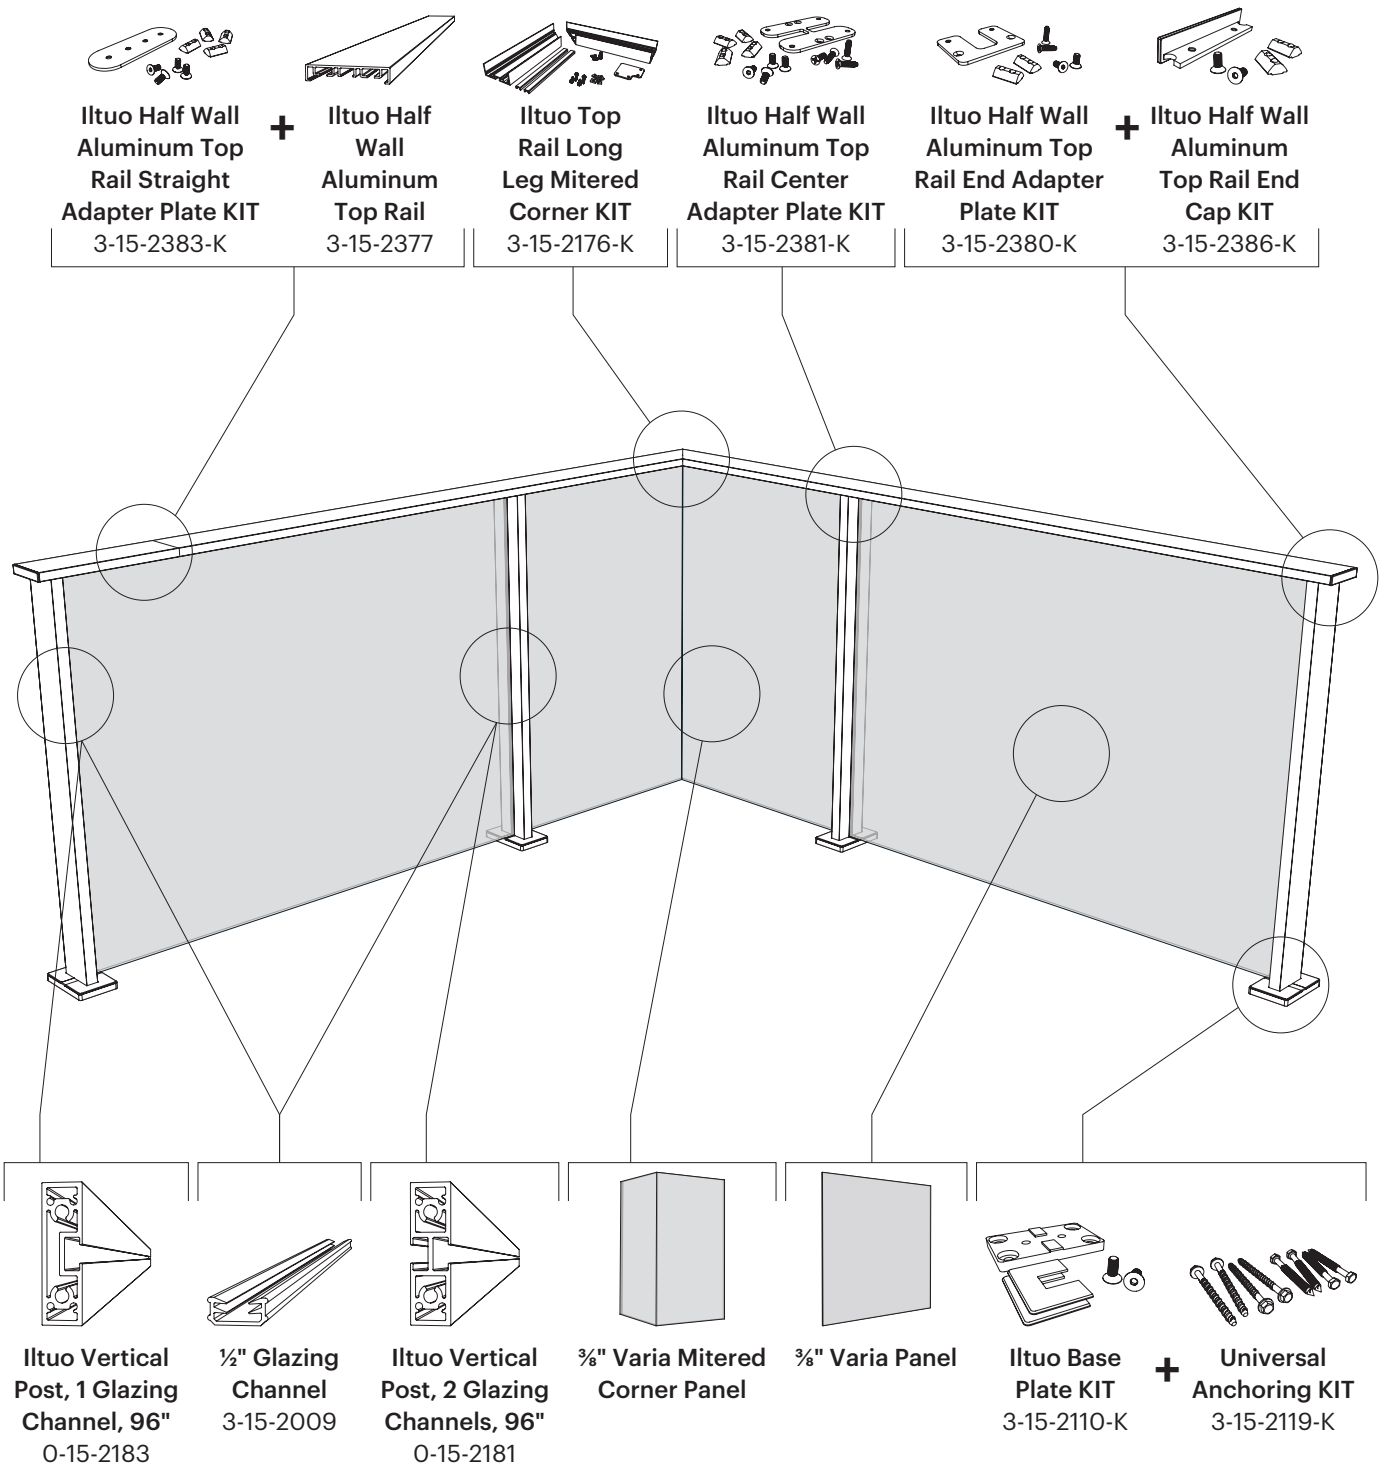 Iltuo Half Wall
Aluminum Top
Rail Straight
Adapter Plate KIT
3-15-2383-K
+
Iltuo Half
Wall
Aluminum
Top Rail
3-15-2377
Iltuo Top
Rail Long
Leg Mitered
Corner KIT
3-15-2176-K
Iltuo Half Wall
Aluminum Top
Rail Center
Adapter Plate KIT
3-15-2381-K
Iltuo Half Wall
Aluminum Top
Rail End Adapter
Plate KIT
3-15-2380-K
+
Iltuo Half Wall
Aluminum
Top Rail End
Cap KIT
3-15-2386-K
Iltuo Vertical
Post, 1 Glazing
Channel, 96"
0-15-2183
½" Glazing
Channel
3-15-2009
Iltuo Vertical
Post, 2 Glazing
Channels, 96"
0-15-2181
⅜" Varia Mitered
Corner Panel
⅜" Varia Panel
Iltuo Base
Plate KIT
3-15-2110-K
+
Universal
Anchoring KIT
3-15-2119-K